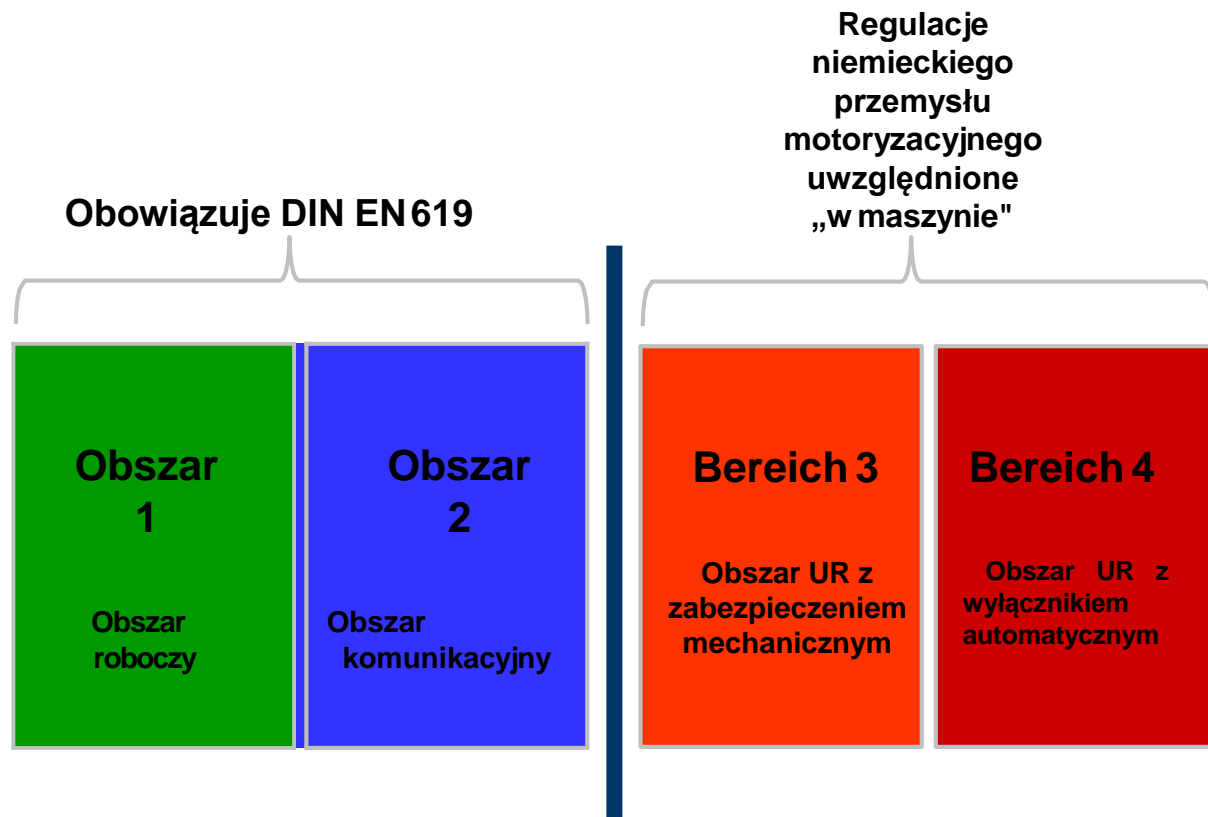 Obowiązuje DIN EN 619
Regulacje
niemieckiego
przemysłu
motoryzacyjnego
uwzględnione
„w maszynie"
Obszar
1
Obszar
roboczy
Obszar
2
Obszar
komunikacyjny
Bereich 3
Obszar UR z
zabezpieczeniem
mechanicznym
Bereich 4
Obszar UR z
wyłącznikiem
automatycznym